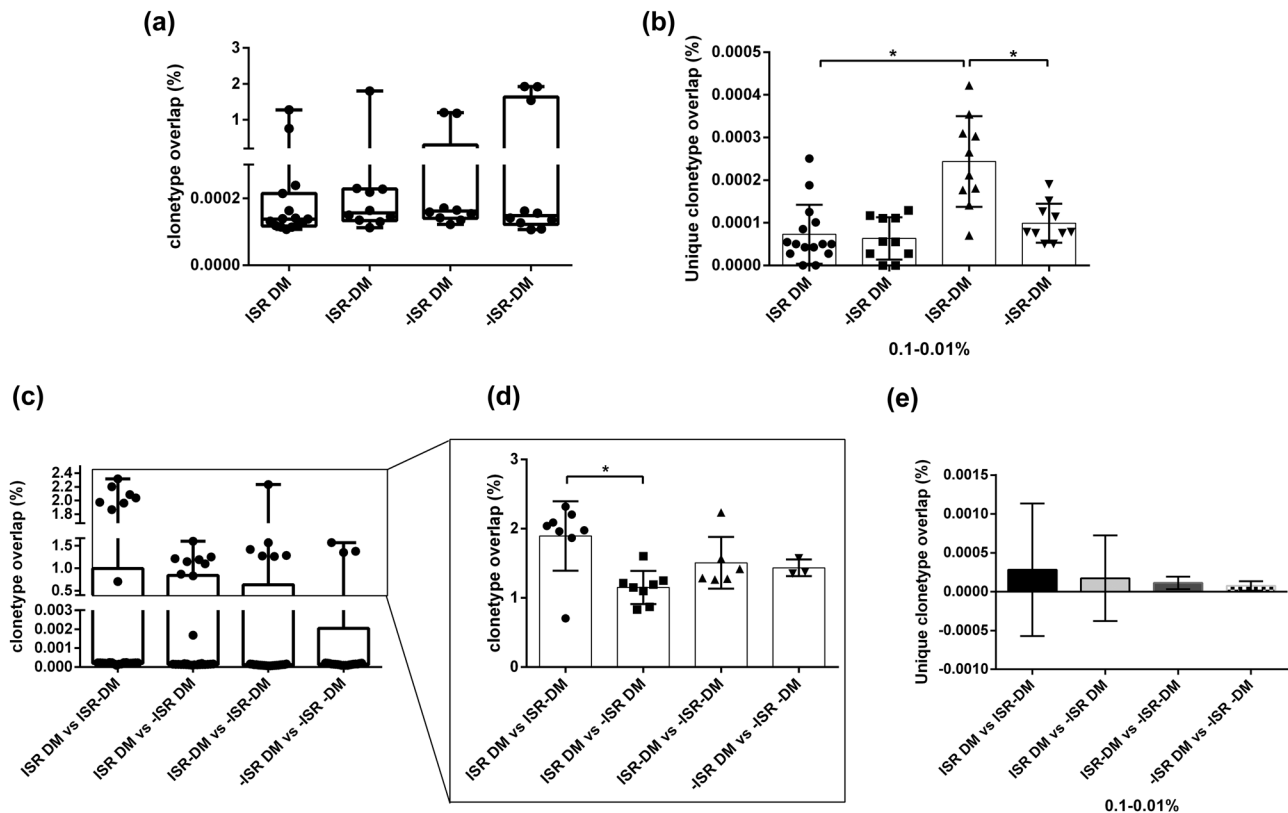 (a)
clonetype overlap (%)
3
2
1
0.0002
0.0000
ISR DM
ISR-DM
-ISR DM
-ISR-DM
(b)
Unique clonetype overlap (%)
0.0005
0.0004
0.0003
0.0002
0.0001
0.0000
*
*
ISR DM
-ISR DM
ISR-DM
-ISR-DM
0.1-0.01%
(c)
clonetype overlap (%)
2.4
2.2
2.0
1.8
1.5
1.0
0.5
0.003
0.002
0.001
0.000
ISR DM vs ISR-DM
ISR DM vs -ISR DM
ISR-DM vs -ISR-DM
-ISR DM vs -ISR -DM
(d)
clonetype overlap (%)
3
2
1
0
*
ISR DM vs ISR-DM
ISR DM vs -ISR DM
ISR-DM vs -ISR-DM
-ISR DM vs -ISR -DM
(e)
Unique clonetype overlap (%)
0.0015
0.0010
0.0005
0.0000
-0.0005
-0.0010
ISR DM vs ISR-DM
ISR DM vs -ISR DM
ISR-DM vs -ISR-DM
-ISR DM vs -ISR -DM
0.1-0.01%